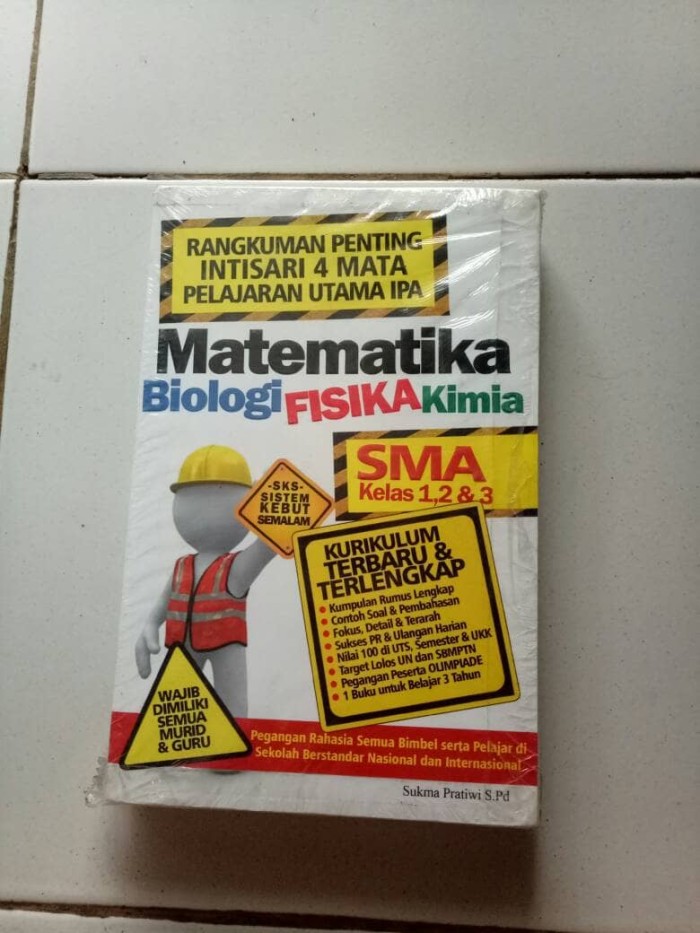 RANGKUMAN PENTING
INTISARI 4 MATA
PELAJARAN UTAMA IPA
Matematika
Biologi FISIKA Kimia
SMA
Kelas 1,2 & 3
-SKS-
SISTEM
KEBUT
SEMALAM
KURIKULUM
TERBARU &
TERLENGKAP
• Kumpulan Rumus Lengkap
• Contoh Soal & Pembahasan
• Fokus, Detail & Terarah
• Sukses PR & Ulangan Harian
• Nilai 100 di UTS, Semester & UKK
• Target Lolos UN dan SBMPTN
• Pegangan Peserta OLIMPIADE
• 1 Buku untuk Belajar 3 Tahun
WAJIB
DIMILIKI
SEMUA
MURID
& GURU
Pegangan Rahasia Semua Bimbel serta Pelajar di
Sekolah Berstandar Nasional dan Internasional
Sukma Pratiwi S.Pd